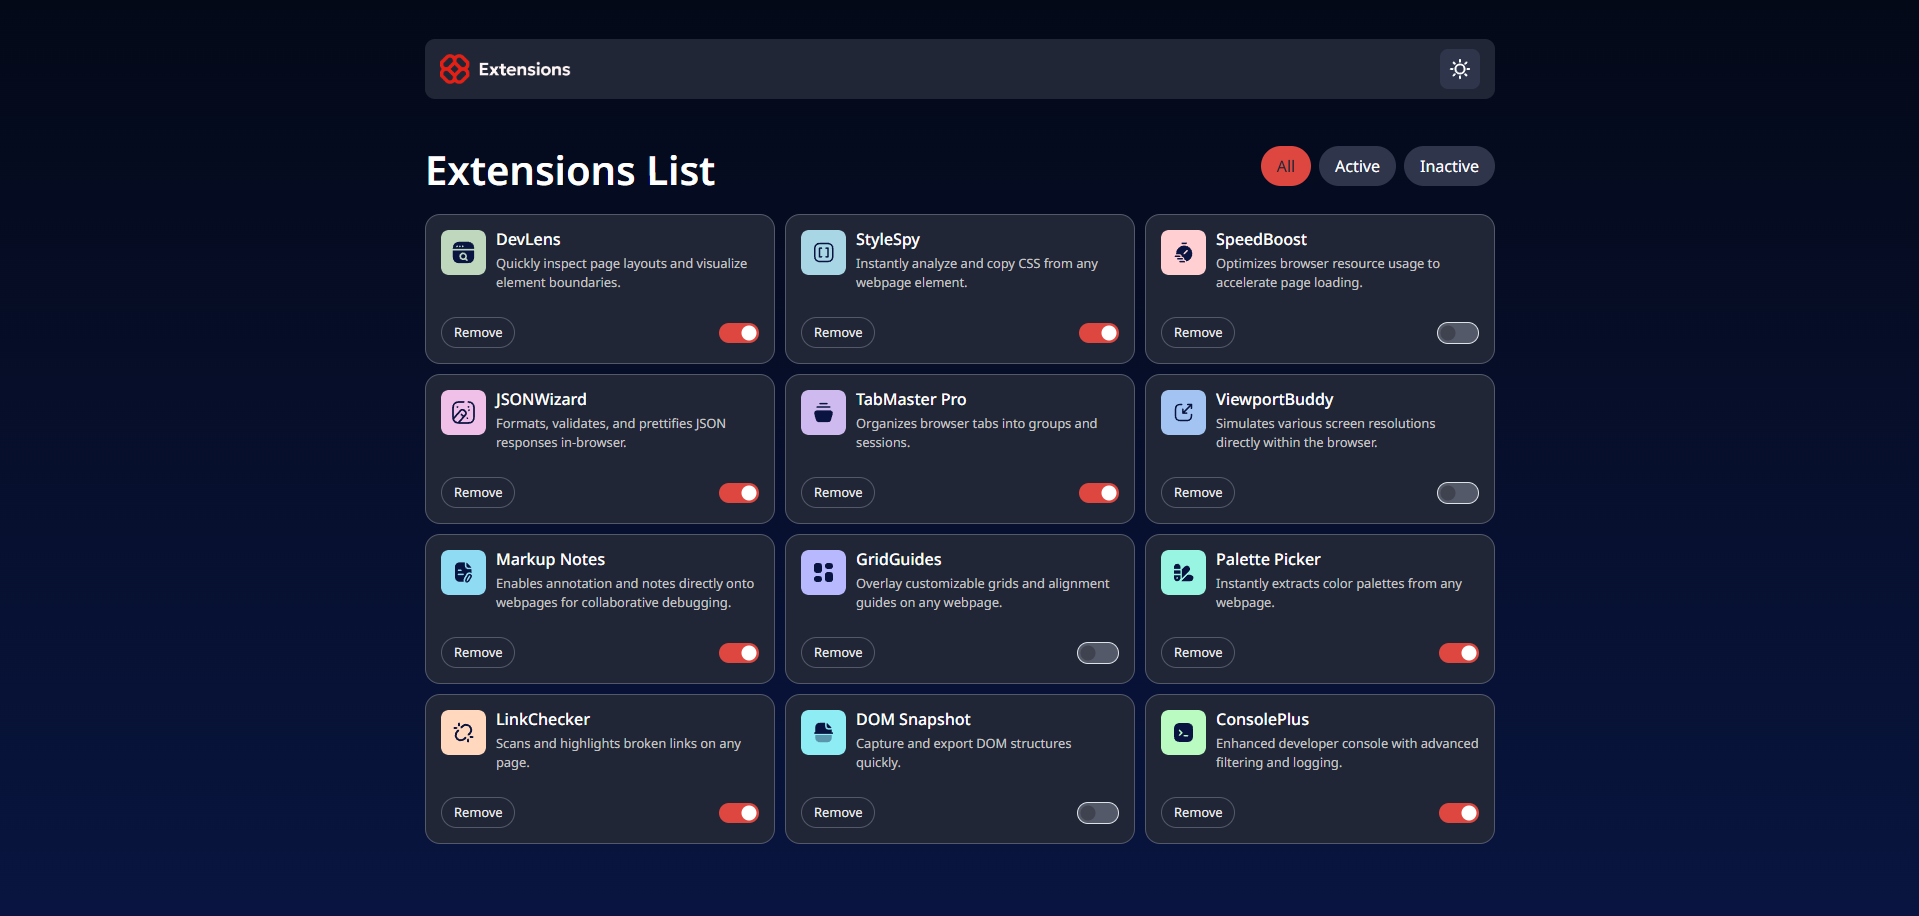 Extensions
Extensions List
All
Active
Inactive
DevLens
Quickly inspect page layouts and visualize
element boundaries.
Remove
StyleSpy
Instantly analyze and copy CSS from any
webpage element.
Remove
SpeedBoost
Optimizes browser resource usage to
accelerate page loading.
Remove
JSONWizard
Formats, validates, and prettifies JSON
responses in-browser.
Remove
TabMaster Pro
Organizes browser tabs into groups and
sessions.
Remove
ViewportBuddy
Simulates various screen resolutions
directly within the browser.
Remove
Markup Notes
Enables annotation and notes directly onto
webpages for collaborative debugging.
Remove
GridGuides
Overlay customizable grids and alignment
guides on any webpage.
Remove
Palette Picker
Instantly extracts color palettes from any
webpage.
Remove
LinkChecker
Scans and highlights broken links on any
page.
Remove
DOM Snapshot
Capture and export DOM structures
quickly.
Remove
ConsolePlus
Enhanced developer console with advanced
filtering and logging.
Remove